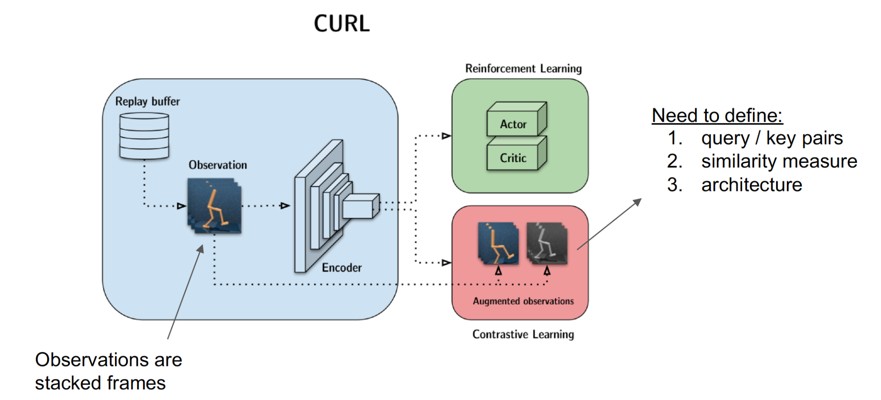 CURL
Replay buffer
Observation
Encoder
Reinforcement Learning
Actor
Critic
Augmented observations
Contrastive Learning
Need to define:
1. query / key pairs
2. similarity measure
3. architecture
Observations are
stacked frames